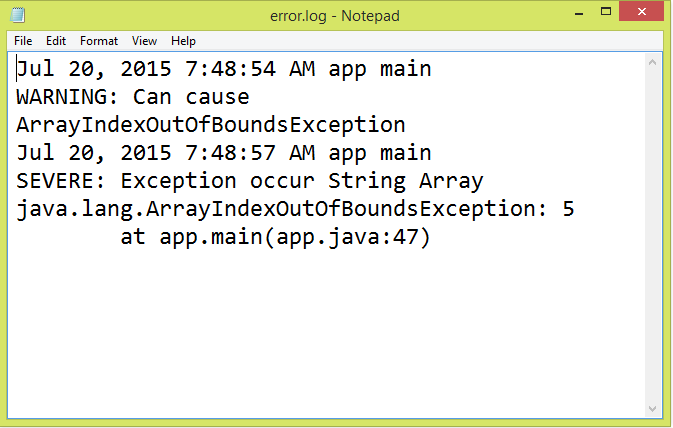 error.log - Notepad
File Edit Format View Help
Jul 20, 2015 7:48:54 AM app main
WARNING: Can cause
ArrayIndexOutOfBoundsException
Jul 20, 2015 7:48:57 AM app main
SEVERE: Exception occur String Array
java.lang.ArrayIndexOutOfBoundsException: 5
at app.main(app.java:47)